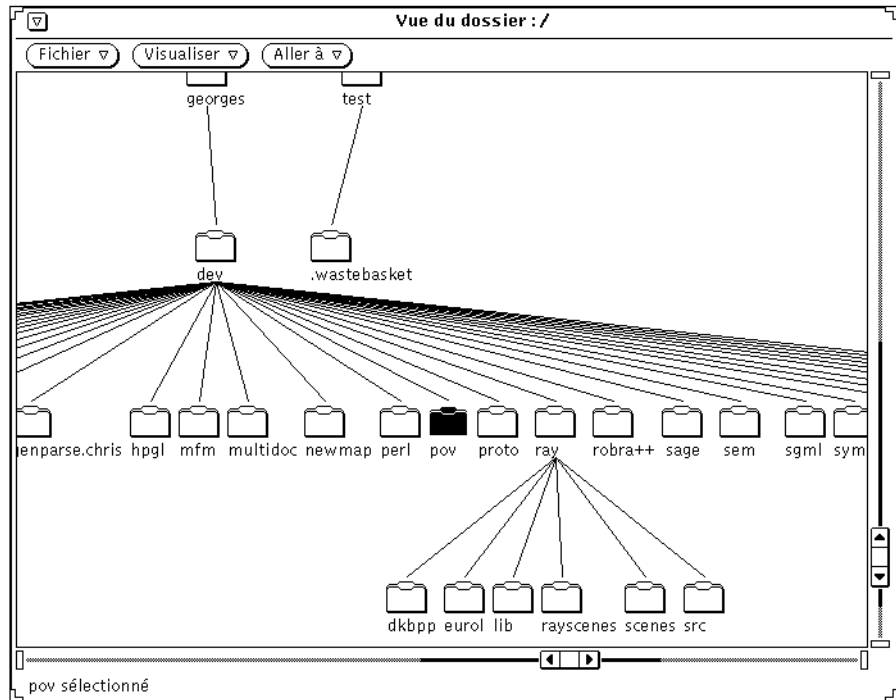 Vue du dossier : /
Fichier Visualiser Aller à
georges test
dev .wastebasket
jenparse.chris hpgl mfm multidoc newmap perl pov proto ray robra++ sage sem sgml sym
dkbpp eurol lib rayscenes scenes src
pov sélectionné